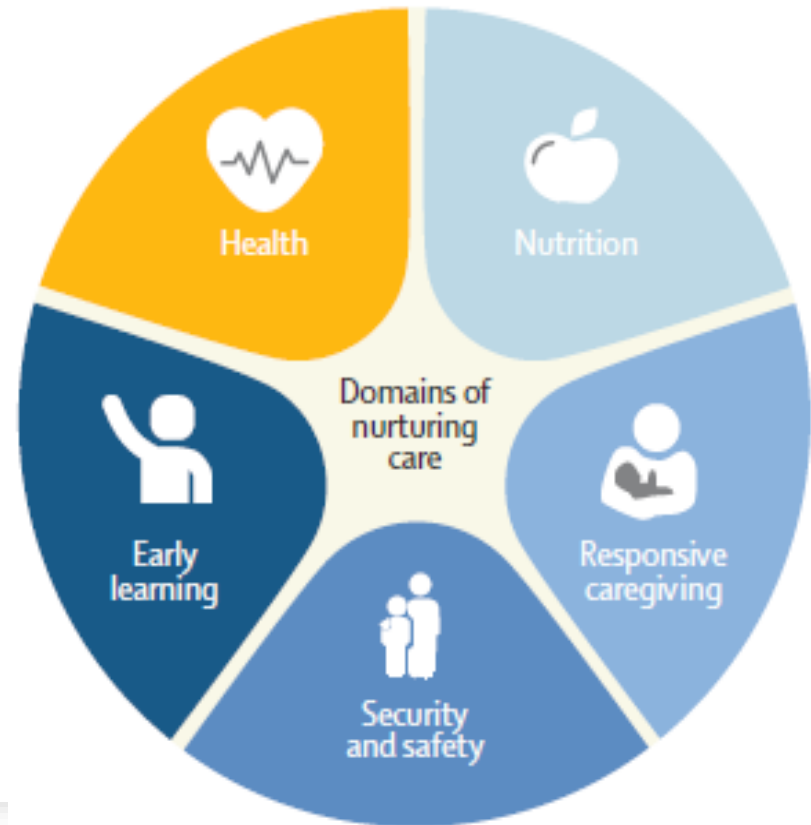 Health
Nutrition
Domains of
nurturing
care
Early
learning
Responsive
caregiving
Security
and safety